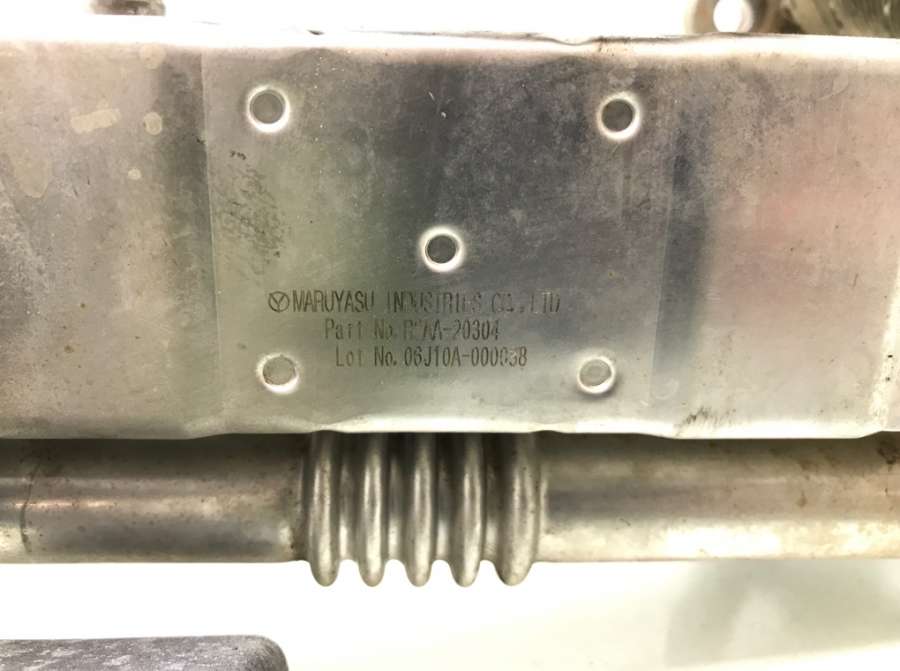 MARUYASU INDUSTRIES CO.,LTD
Part No.
Lot No. 06J10A-000038